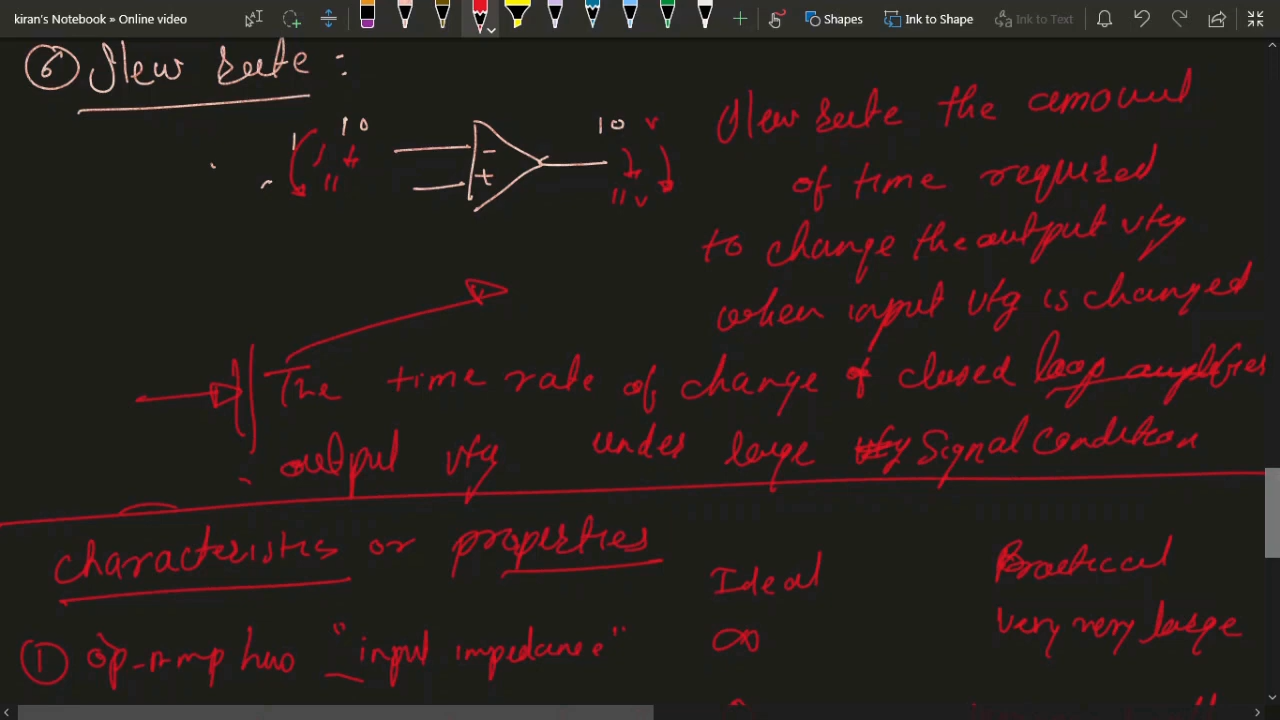 kiran's Notebook » Online video
Shapes
Ink to Shape
Ink to Text
⑥ Slew rate :
10
10 v
- 
+
11
11v
Slew rate the amount
of time required
to change the output vtg
when input vtg is changed
The time rate of change of closed loop amplifies
output vtg under large signal condition
characteristics or properties
Ideal
Practical
① op-Amp has "input impedance"
∞
very very large